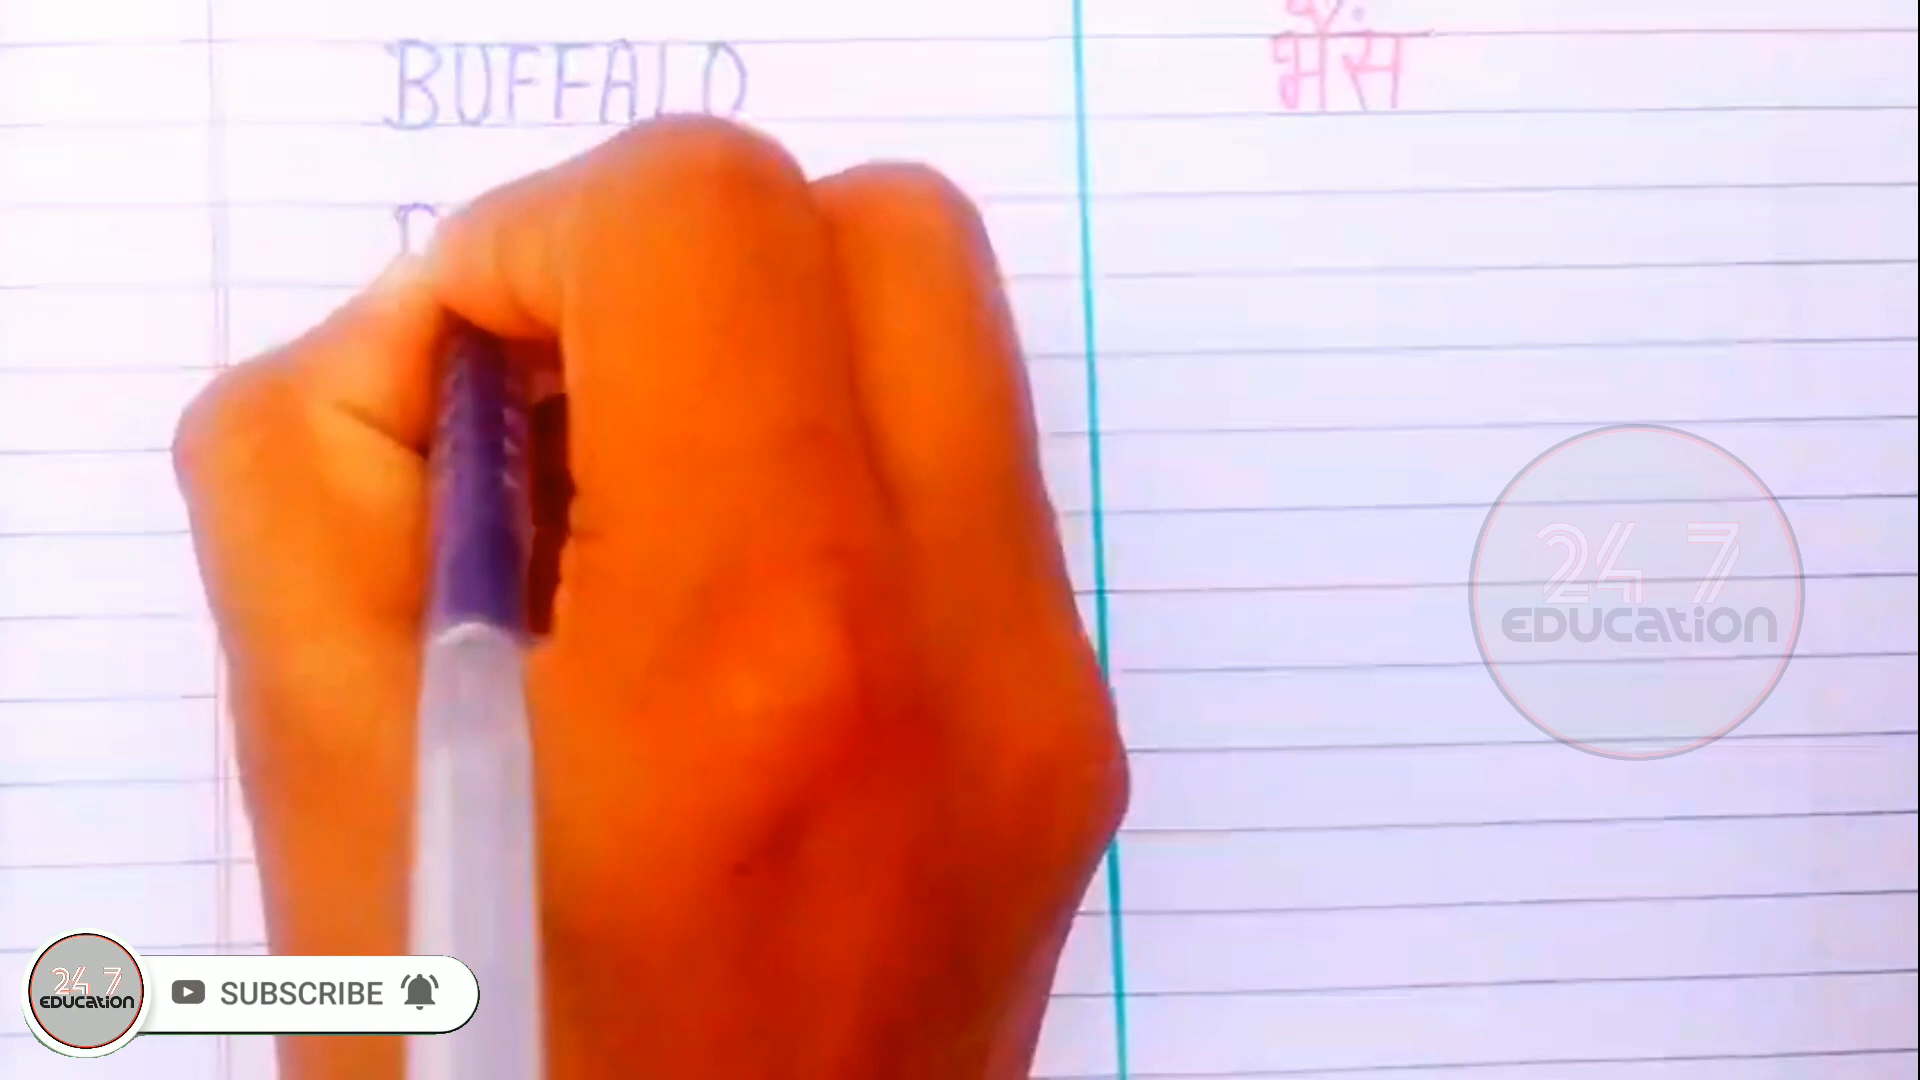 BUFFALO
भैंस
24 7
EDUCATION
24 7
EDUCATION
SUBSCRIBE